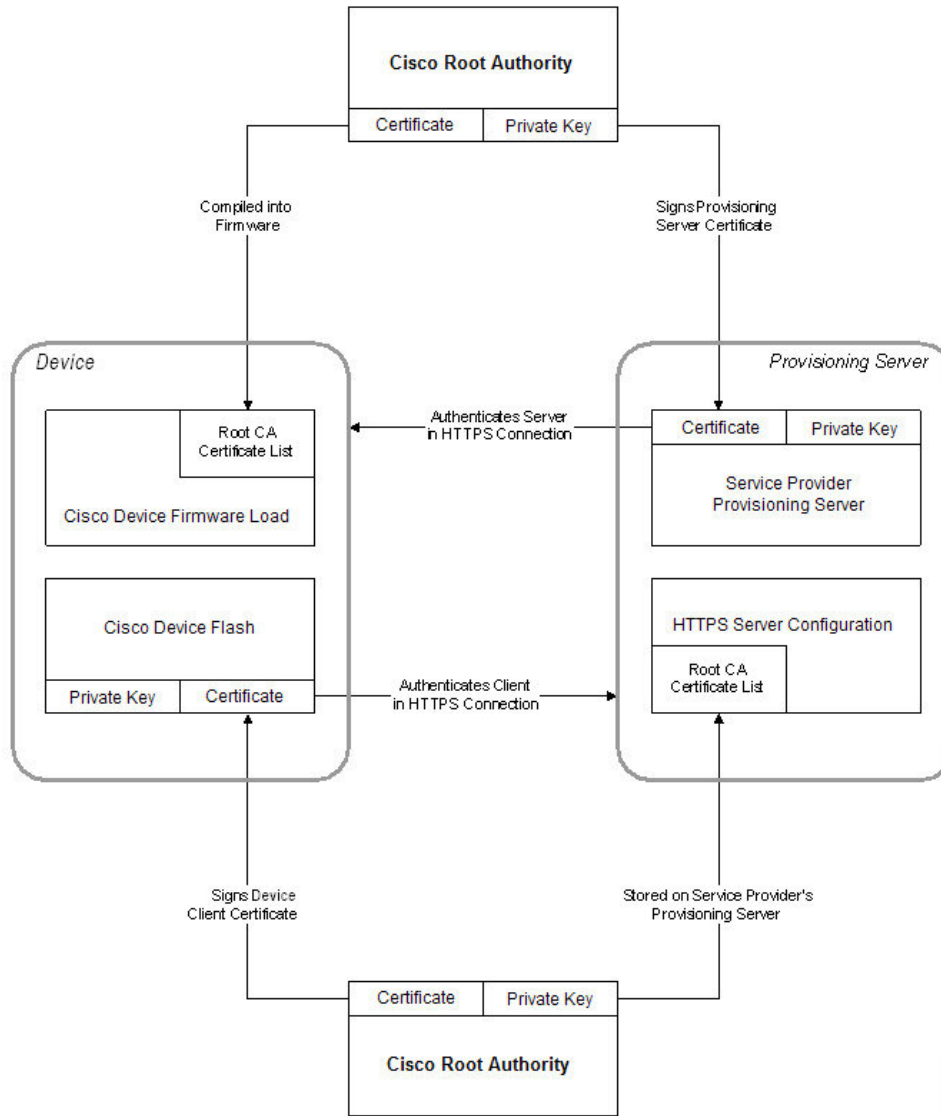 Cisco Root Authority
Certificate
Private Key
Compiled into
Firmware
Signs Provisioning
Server Certificate
Device
Provisioning Server
Root CA
Certificate List
Cisco Device Firmware Load
Authenticates Server
in HTTPS Connection
Certificate
Private Key
Service Provider
Provisioning Server
Cisco Device Flash
Private Key
Certificate
Authenticates Client
in HTTPS Connection
HTTPS Server Configuration
Root CA
Certificate List
Signs Device
Client Certificate
Stored on Service Provider's
Provisioning Server
Certificate
Private Key
Cisco Root Authority